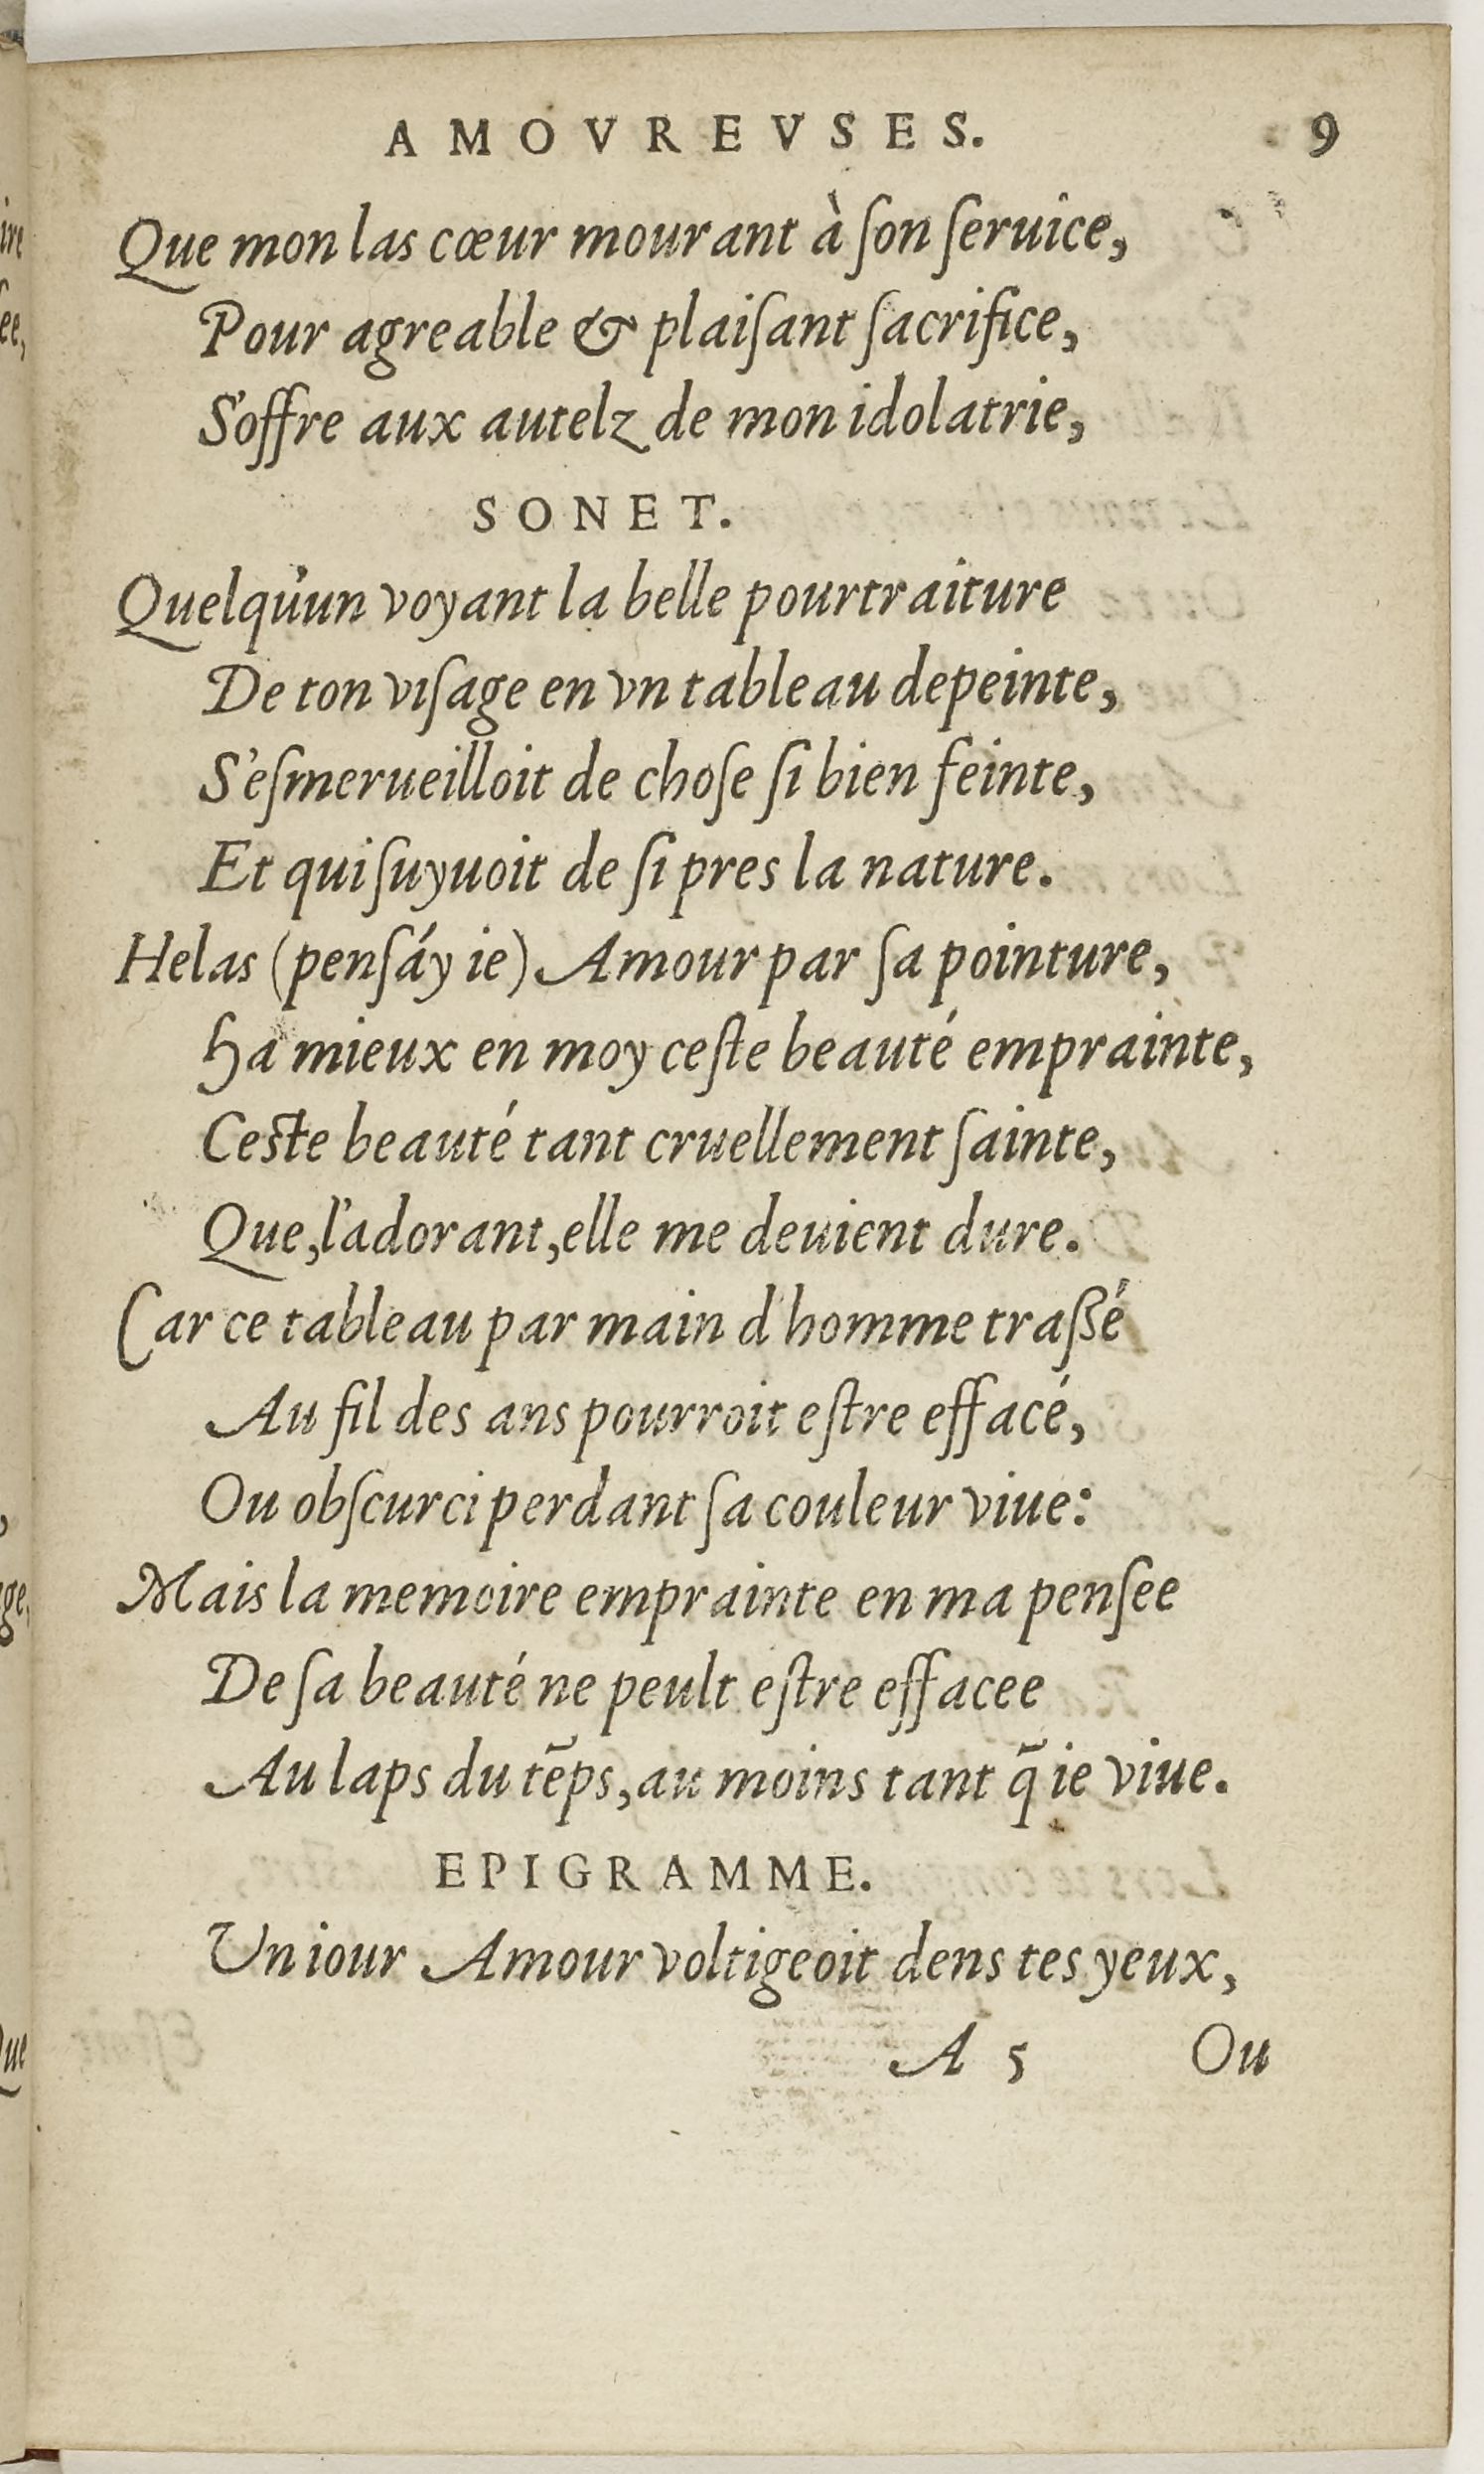 AMOVREVSES. 9
Que mon las cœur mourant à ſon ſeruice,
Pour agreable & plaiſant ſacrifice,
S'offre aux autelz de mon idolatrie,
SONET.
Quelqu'un voyant la belle pourtraiture
De ton viſage en vn tableau depeinte,
S'eſmerueilloit de choſe ſi bien feinte,
Et qui ſuyuoit de ſi pres la nature.
Helas (penſáy ie) Amour par ſa pointure,
Ha mieux en moy ceſte beauté emprainte,
Ceſte beauté tant cruellement ſainte,
Que, l'adorant, elle me deuient dure.
Car ce tableau par main d'homme traßé
Au fil des ans pourroit eſtre effacé,
Ou obſcurci perdant ſa couleur viue:
Mais la memoire emprainte en ma penſee
De ſa beauté ne peult eſtre effacee
Au laps du tēps, au moins tant q̄ ie viue.
EPIGRAMME.
Un iour Amour voltigeoit dens tes yeux,
A 5 Ou